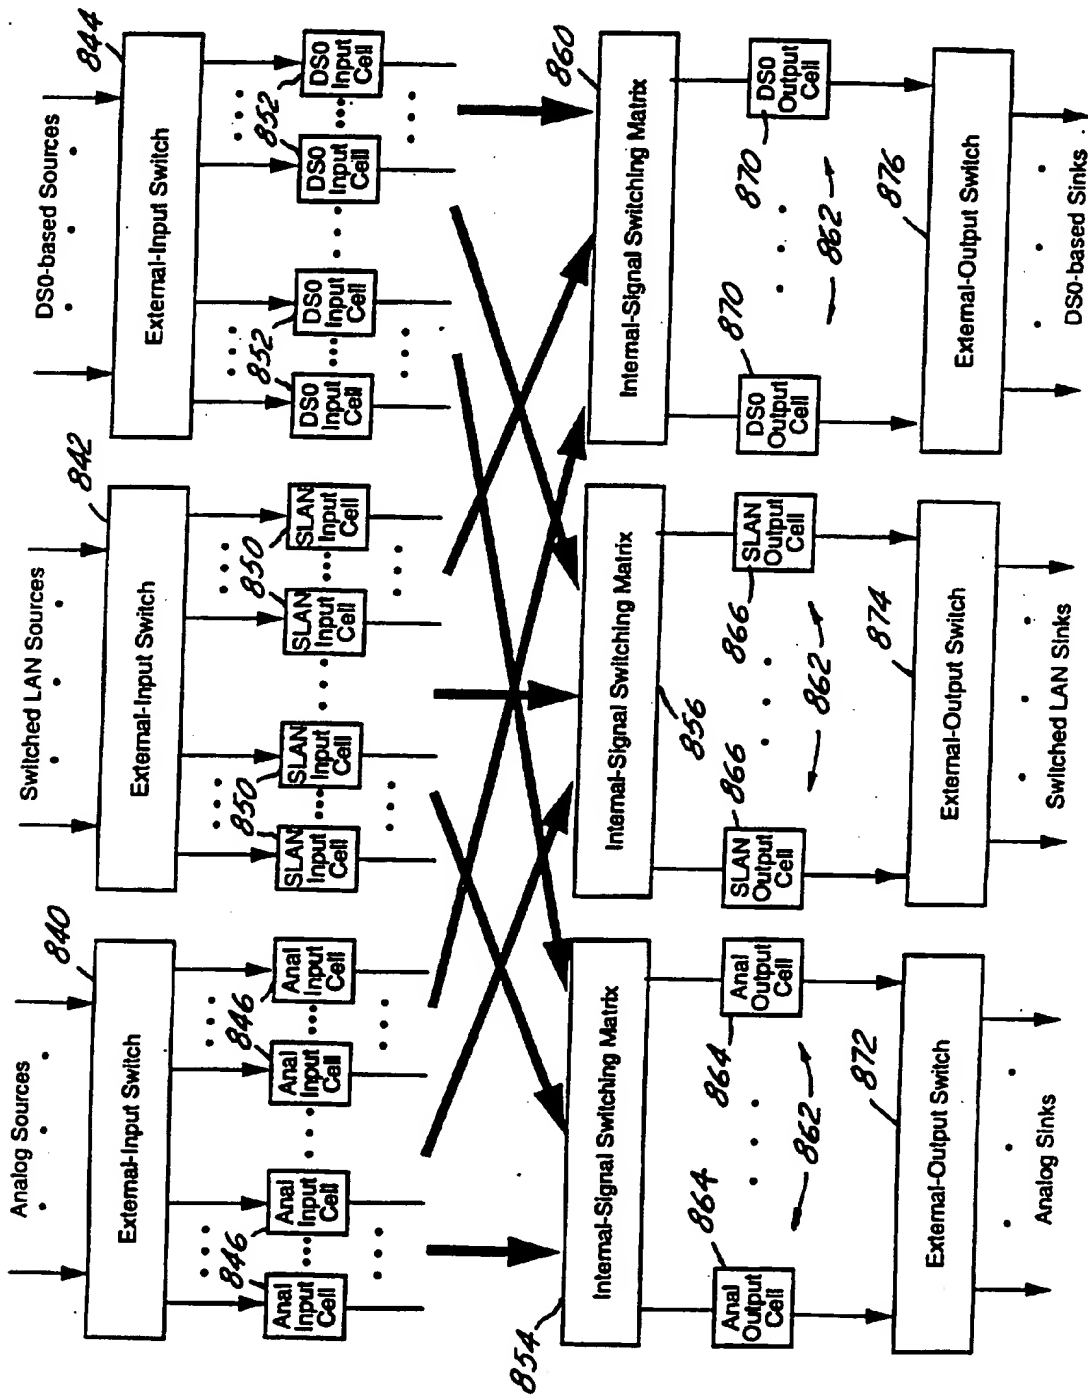 Analog Sources
Switched LAN Sources
DS0-based Sources
840
842
844
External-Input Switch
External-Input Switch
External-Input Switch
846
846
850
850
852
852
Anal
Input
Cell
Anal
Input
Cell
Anal
Input
Cell
Anal
Input
Cell
SLAN
Input
Cell
SLAN
Input
Cell
SLAN
Input
Cell
SLAN
Input
Cell
DS0
Input
Cell
DS0
Input
Cell
DS0
Input
Cell
DS0
Input
Cell
854
860
Internal-Signal Switching Matrix
Internal-Signal Switching Matrix
Internal-Signal Switching Matrix
856
864
864
866
866
870
870
Anal
Output
Cell
Anal
Output
Cell
SLAN
Output
Cell
SLAN
Output
Cell
DS0
Output
Cell
DS0
Output
Cell
862
862
862
872
874
876
External-Output Switch
External-Output Switch
External-Output Switch
Analog Sinks
Switched LAN Sinks
DS0-based Sinks